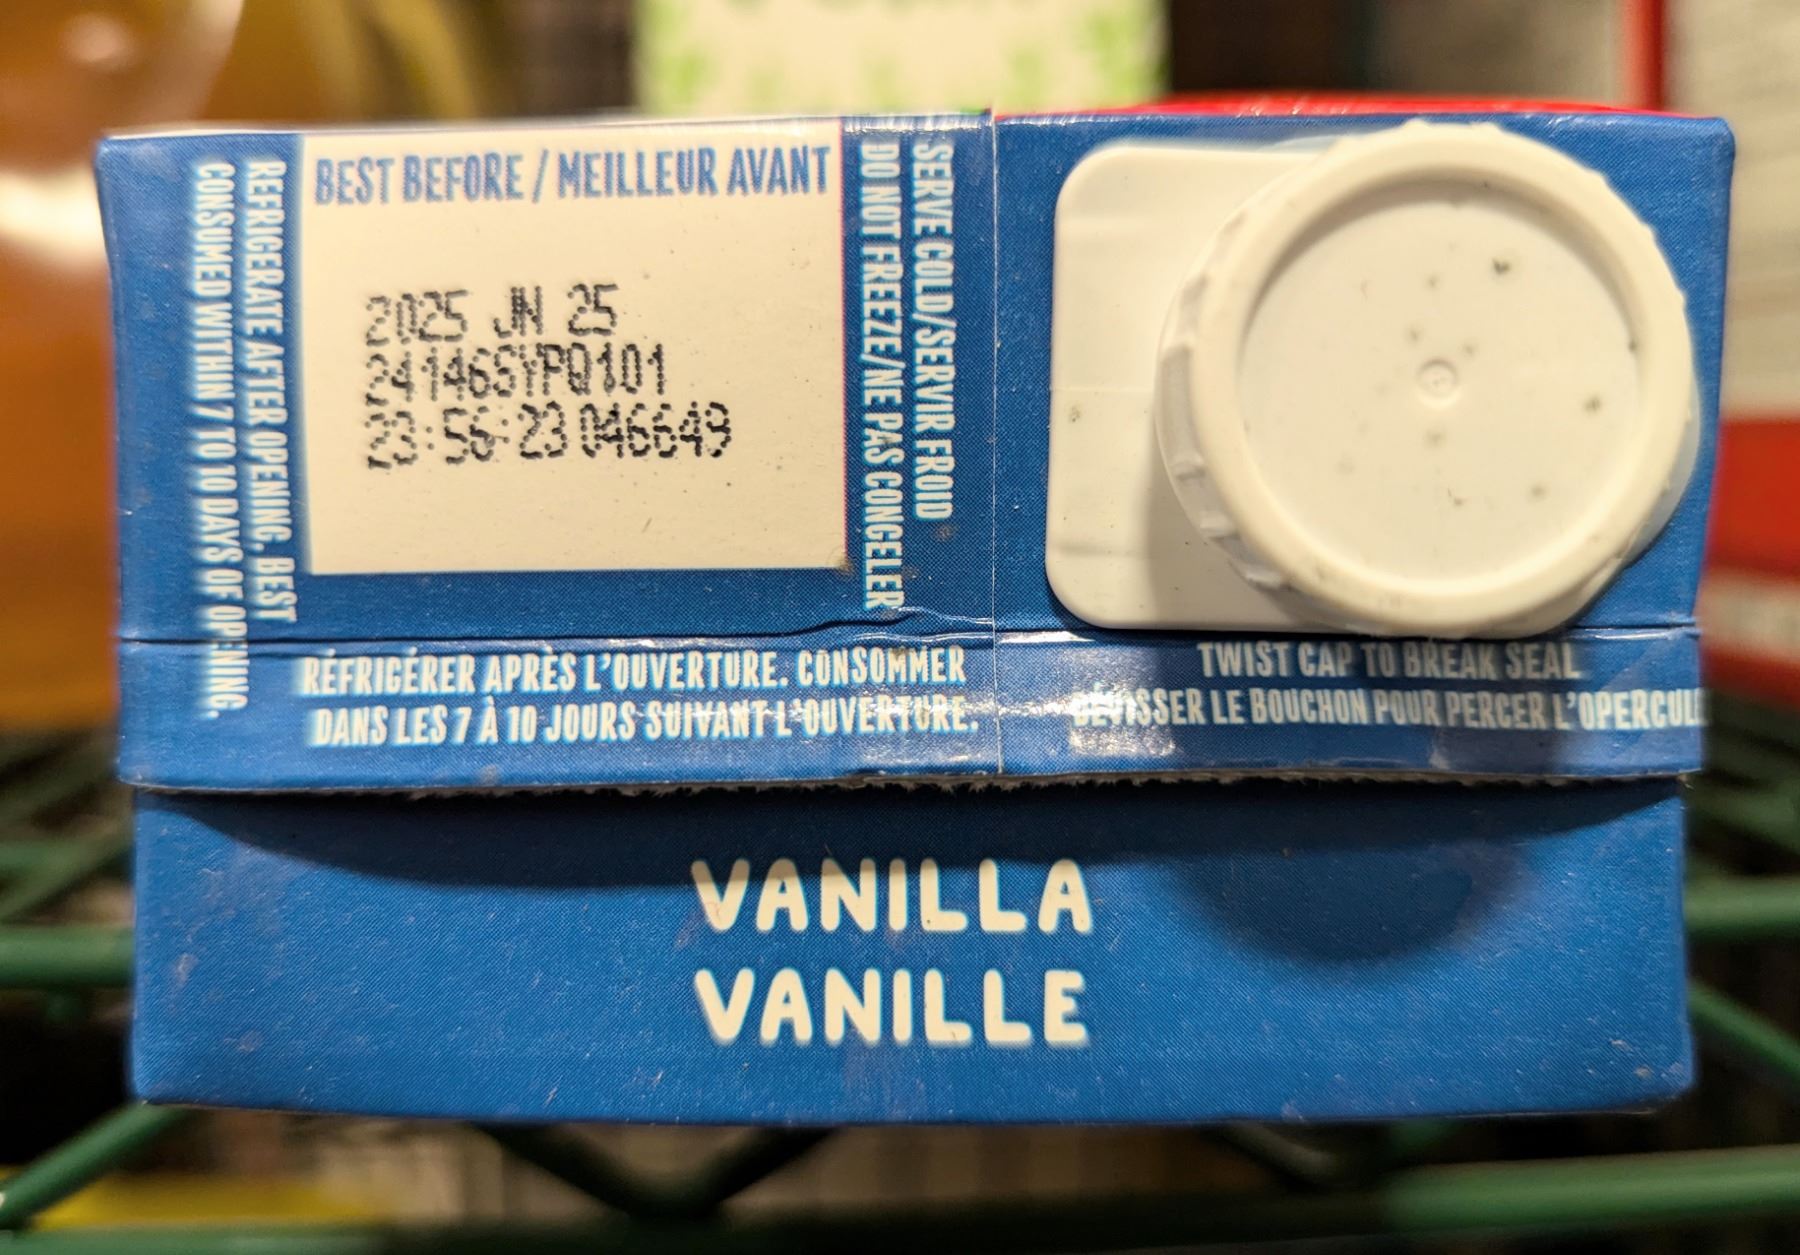 BEST BEFORE / MEILLEUR AVANT
2025 JN 25
24146SYPQ101
23:56:23 046649
REFRIGERATE AFTER OPENING. BEST
CONSUMED WITHIN 7 TO 10 DAYS OF OPENING.
SERVE COLD/SERVIR FROID
DO NOT FREEZE/NE PAS CONGELER
RÉFRIGÉRER APRÈS L'OUVERTURE. CONSOMMER
DANS LES 7 À 10 JOURS SUIVANT L'OUVERTURE.
TWIST CAP TO BREAK SEAL
DÉVISSER LE BOUCHON POUR PERCER L'OPERCULE
VANILLA
VANILLE